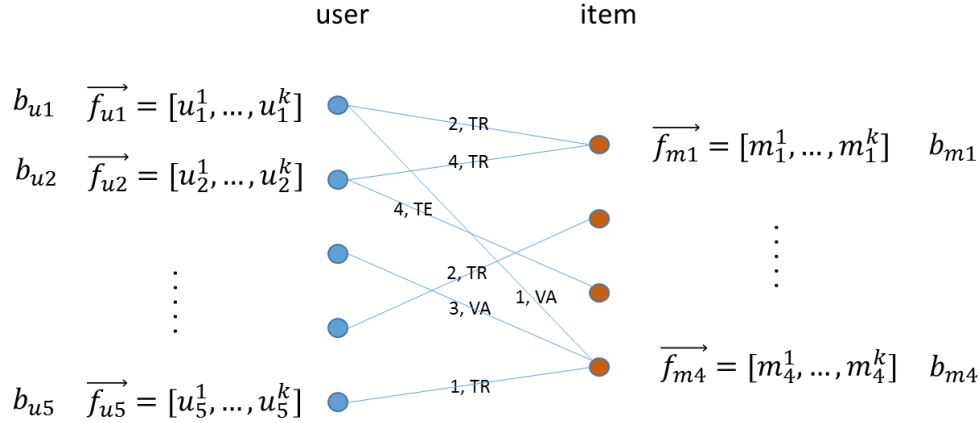 user item
b_{u1} \overrightarrow{f_{u1}} = [u_1^1, ..., u_1^k]
2, TR
\overrightarrow{f_{m1}} = [m_1^1, ..., m_1^k] b_{m1}
b_{u2} \overrightarrow{f_{u2}} = [u_2^1, ..., u_2^k]
4, TR
4, TE
2, TR
1, VA
3, VA
\overrightarrow{f_{m4}} = [m_4^1, ..., m_4^k] b_{m4}
1, TR
b_{u5} \overrightarrow{f_{u5}} = [u_5^1, ..., u_5^k]